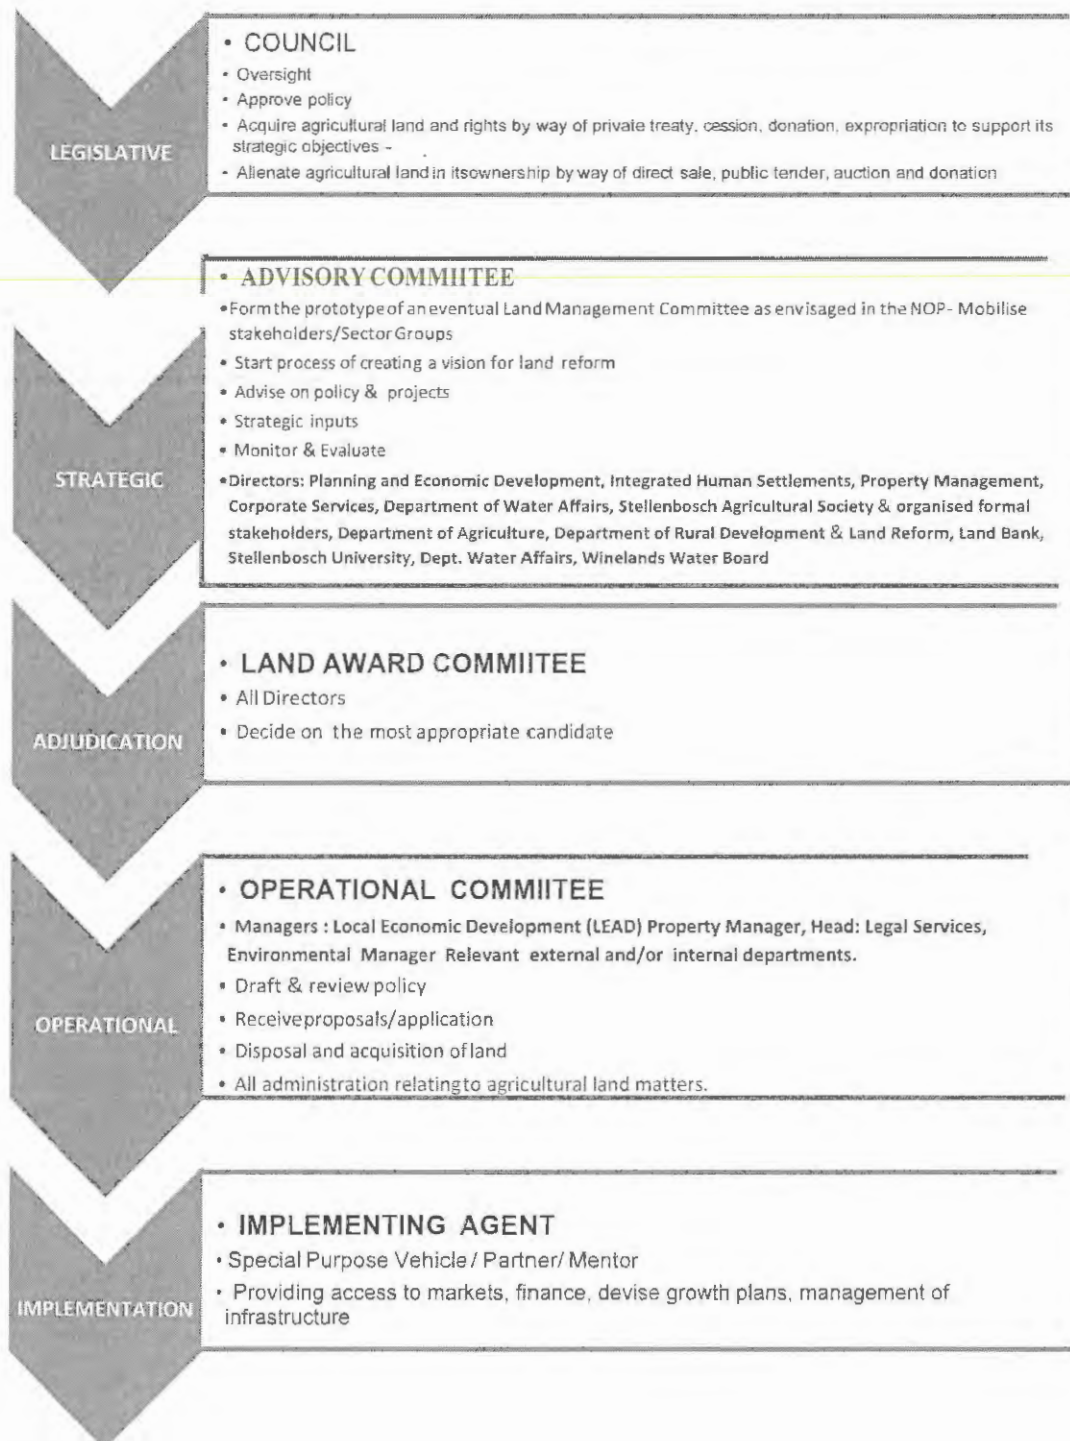 LEGISLATIVE
• COUNCIL
• Oversight
• Approve policy
• Acquire agricultural land and rights by way of private treaty, cession, donation, expropriation to support its
strategic objectives -
• Alienate agricultural land in itsownership by way of direct sale, public tender, auction and donation
STRATEGIC
• ADVISORY COMMIITEE
•Form the prototype of an eventual Land Management Committee as envisaged in the NOP- Mobilise
stakeholders/Sector Groups
• Start process of creating a vision for land reform
• Advise on policy & projects
• Strategic inputs
• Monitor & Evaluate
•Directors: Planning and Economic Development, Integrated Human Settlements, Property Management,
Corporate Services, Department of Water Affairs, Stellenbosch Agricultural Society & organised formal
stakeholders, Department of Agriculture, Department of Rural Development & Land Reform, Land Bank,
Stellenbosch University, Dept. Water Affairs, Winelands Water Board
ADJUDICATION
• LAND AWARD COMMIITEE
• All Directors
• Decide on the most appropriate candidate
OPERATIONAL
• OPERATIONAL COMMIITEE
• Managers : Local Economic Development (LEAD) Property Manager, Head: Legal Services,
Environmental Manager Relevant external and/or internal departments.
• Draft & review policy
• Receive proposals/application
• Disposal and acquisition of land
• All administration relating to agricultural land matters.
IMPLEMENTATION
• IMPLEMENTING AGENT
• Special Purpose Vehicle / Partner/ Mentor
• Providing access to markets, finance, devise growth plans, management of
infrastructure